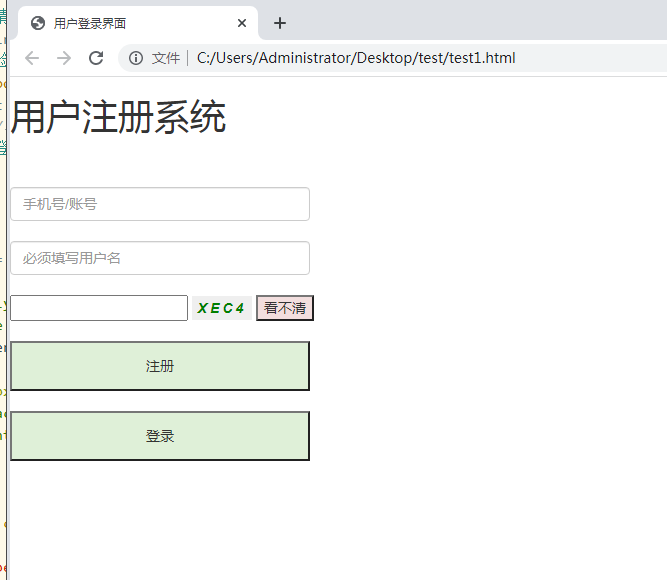 用户登录界面
文件 C:/Users/Administrator/Desktop/test/test1.html
用户注册系统
手机号/账号
必须填写用户名
XEC4 看不清
注册
登录